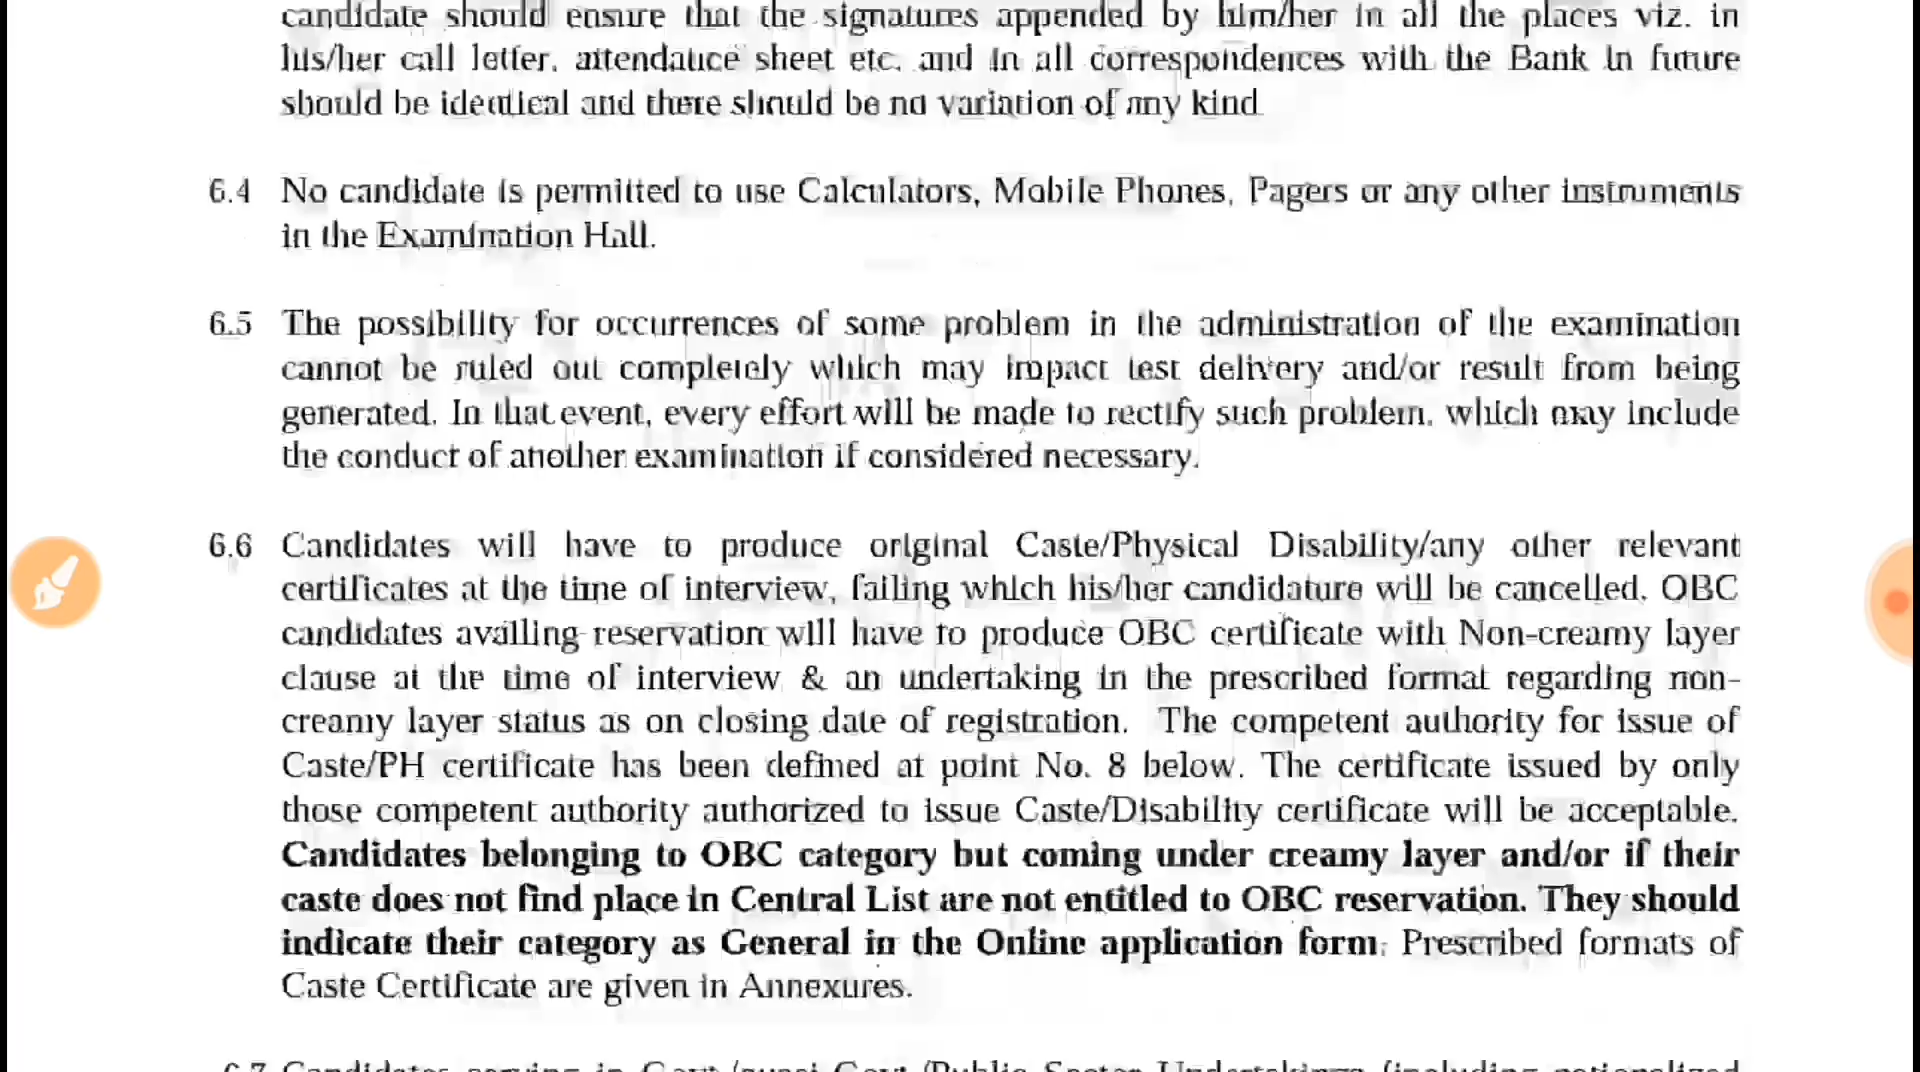 candidate should ensure that the signatures appended by him/her in all the places viz. in
his/her call letter, attendance sheet etc. and in all correspondences with the Bank in future
should be identical and there should be no variation of any kind
6.4 No candidate is permitted to use Calculators, Mobile Phones, Pagers or any other instruments
in the Examination Hall.
6.5 The possibility for occurrences of some problem in the administration of the examination
cannot be ruled out completely which may impact test delivery and/or result from being
generated. In that event, every effort will be made to rectify such problem, which may include
the conduct of another examination if considered necessary.
6.6 Candidates will have to produce original Caste/Physical Disability/any other relevant
certificates at the time of interview, failing which his/her candidature will be cancelled. OBC
candidates availing reservation will have to produce OBC certificate with Non-creamy layer
clause at the time of interview & an undertaking in the prescribed format regarding non-
creamy layer status as on closing date of registration. The competent authority for issue of
Caste/PH certificate has been defined at point No. 8 below. The certificate issued by only
those competent authority authorized to issue Caste/Disability certificate will be acceptable.
Candidates belonging to OBC category but coming under creamy layer and/or if their
caste does not find place in Central List are not entitled to OBC reservation. They should
indicate their category as General in the Online application form. Prescribed formats of
Caste Certificate are given in Annexures.
6.7 Candidates serving in Govt./quasi Govt./Public Sector Undertakings (including nationalized